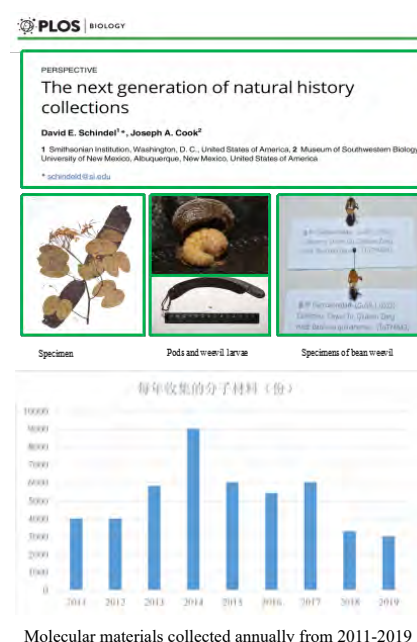 PLOS | BIOLOGY
PERSPECTIVE
The next generation of natural history
collections
David E. Schindel1*, Joseph A. Cook2
1 Smithsonian Institution, Washington, D. C., United States of America, 2 Museum of Southwestern Biology
University of New Mexico, Albuquerque, New Mexico, United States of America
* schindeld@si.edu
Specimen
Pods and weevil larvae
Specimens of bean weevil
每年收集的分子材料（份）
10000
9000
8000
7000
6000
5000
4000
3000
2000
1000
0
2011 2012 2013 2014 2015 2016 2017 2018 2019
Molecular materials collected annually from 2011-2019